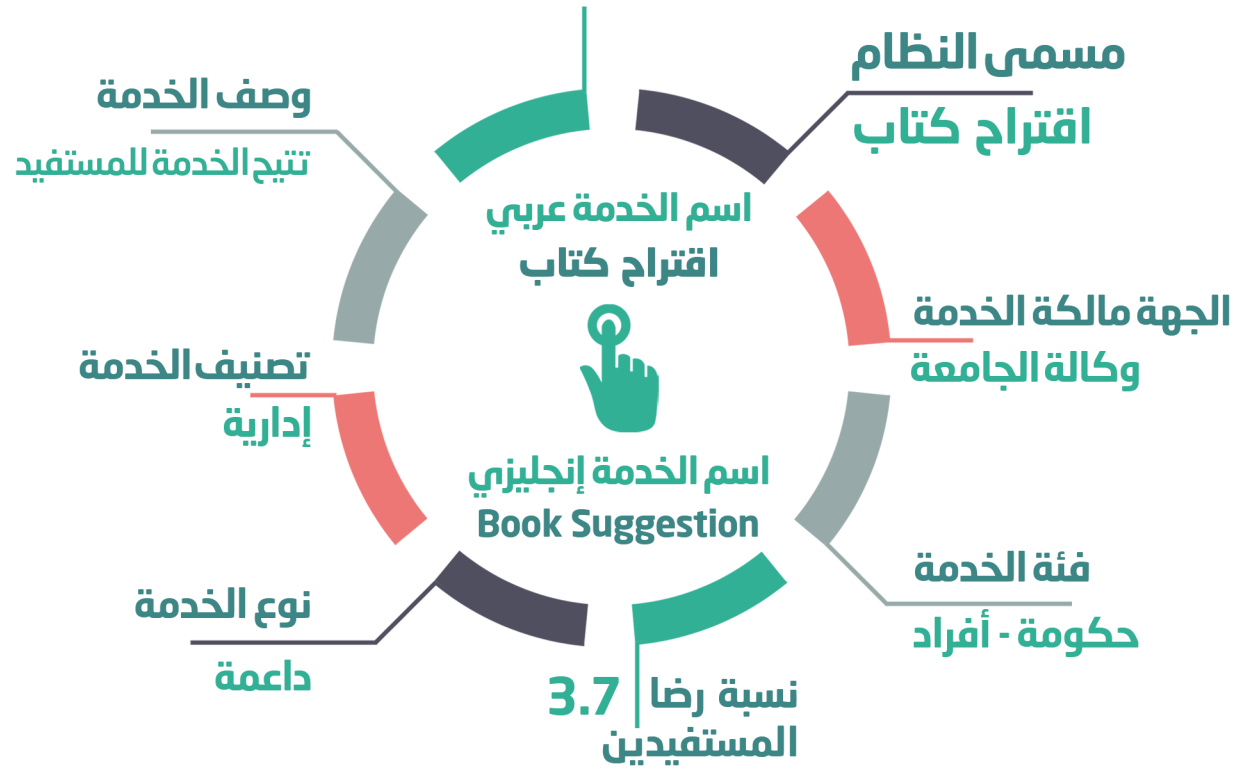 مسمى النظام
اقتراح كتاب
الجهة مالكة الخدمة
وكالة الجامعة
فئة الخدمة
حكومة - أفراد
نسبة رضا 3.7
المستفيدين
اسم الخدمة عربي
اقتراح كتاب
اسم الخدمة إنجليزي
Book Suggestion
وصف الخدمة
تتيح الخدمة للمستفيد
تصنيف الخدمة
إدارية
نوع الخدمة
داعمة